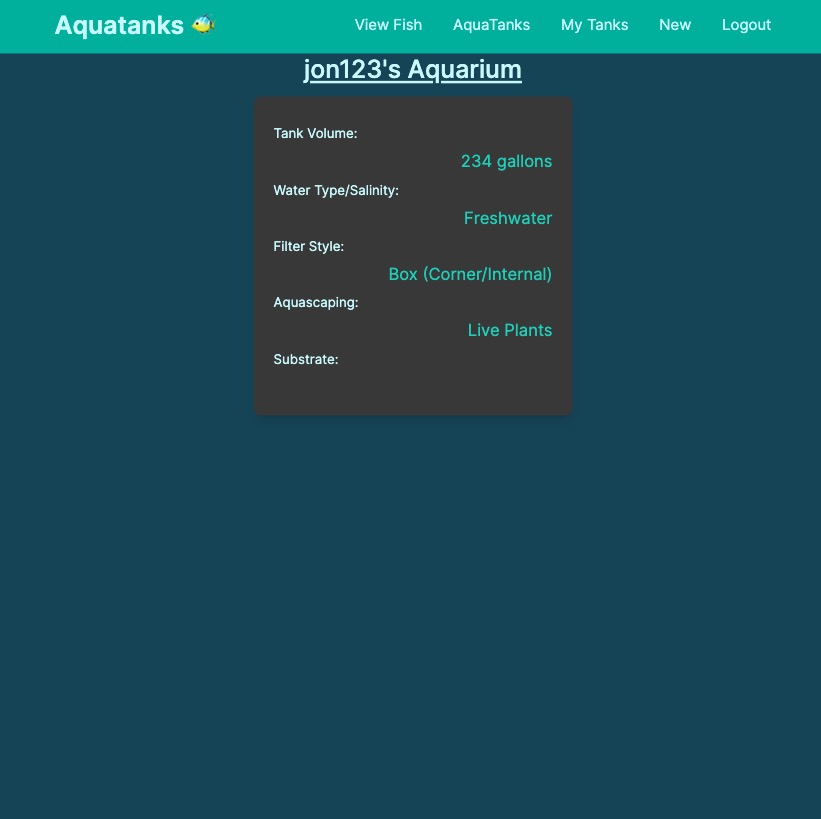 Aquatanks 🐠
View Fish AquaTanks My Tanks New Logout
jon123's Aquarium
Tank Volume:
234 gallons
Water Type/Salinity:
Freshwater
Filter Style:
Box (Corner/Internal)
Aquascaping:
Live Plants
Substrate: